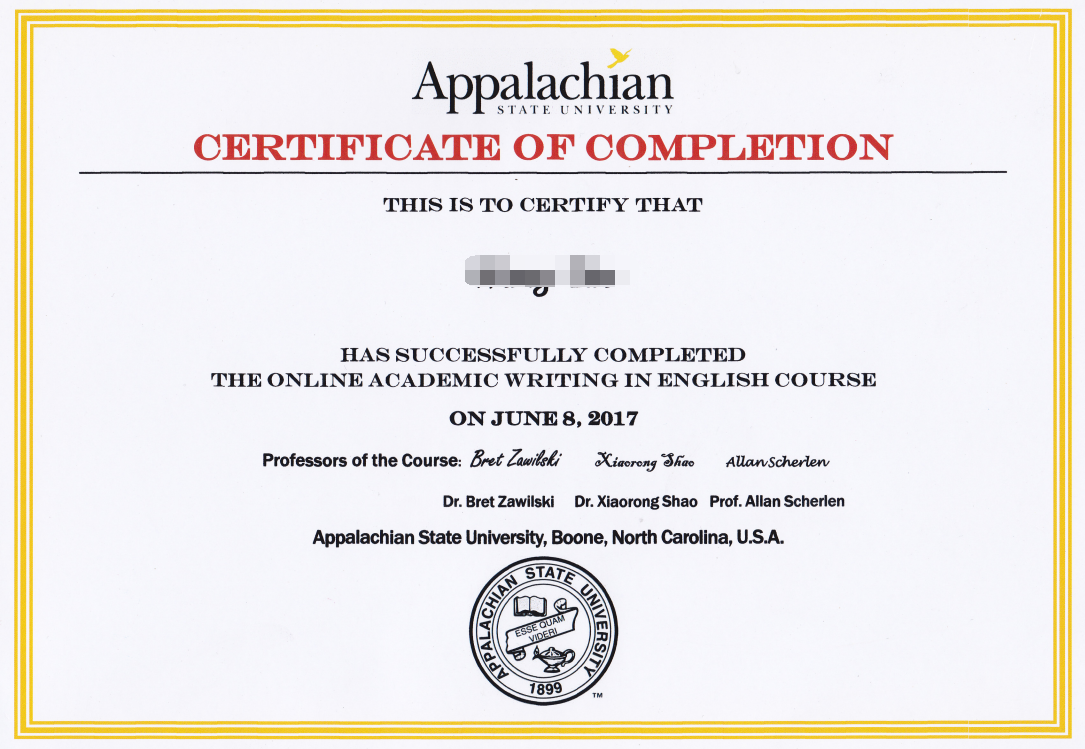 Appalachian
STATE UNIVERSITY
CERTIFICATE OF COMPLETION
THIS IS TO CERTIFY THAT
HAS SUCCESSFULLY COMPLETED
THE ONLINE ACADEMIC WRITING IN ENGLISH COURSE
ON JUNE 8, 2017
Professors of the Course: Bret Zawilski Xiaorong Shao Allan Scherlen
Dr. Bret Zawilski Dr. Xiaorong Shao Prof. Allan Scherlen
Appalachian State University, Boone, North Carolina, U.S.A.
APPALACHIAN STATE UNIVERSITY
ESSE QUAM
VIDERI
1899
TM